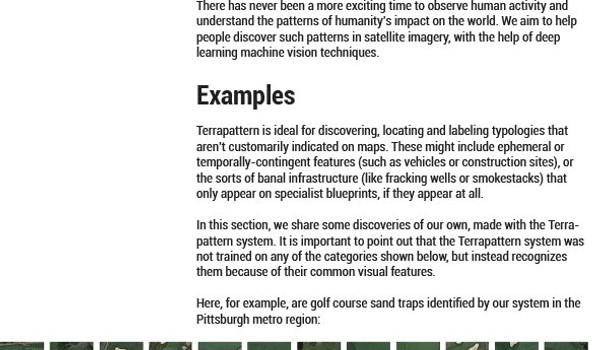 There has never been a more exciting time to observe human activity and
understand the patterns of humanity's impact on the world. We aim to help
people discover such patterns in satellite imagery, with the help of deep
learning machine vision techniques.
Examples
Terrapattern is ideal for discovering, locating and labeling typologies that
aren't customarily indicated on maps. These might include ephemeral or
temporally-contingent features (such as vehicles or construction sites), or
the sorts of banal infrastructure (like fracking wells or smokestacks) that
only appear on specialist blueprints, if they appear at all.
In this section, we share some discoveries of our own, made with the Terra-
pattern system. It is important to point out that the Terrapattern system was
not trained on any of the categories shown below, but instead recognizes
them because of their common visual features.
Here, for example, are golf course sand traps identified by our system in the
Pittsburgh metro region: